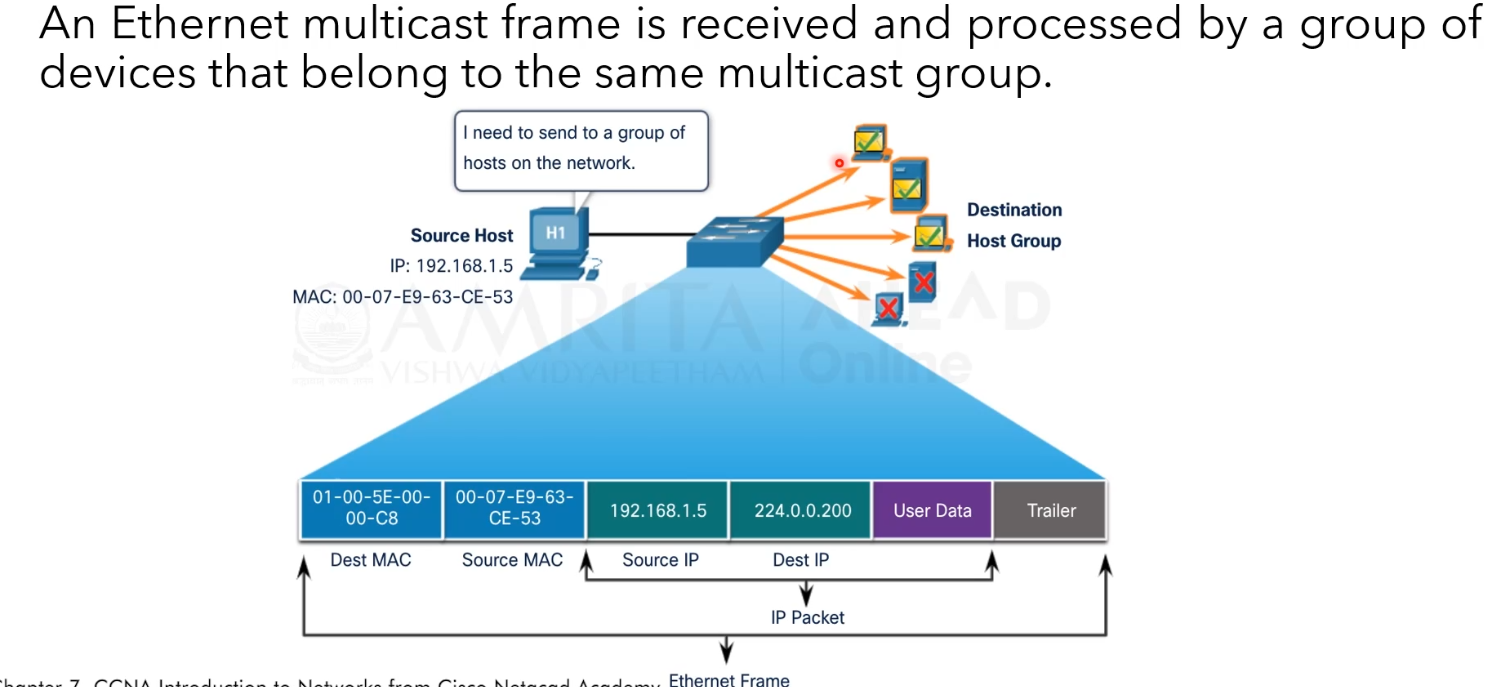 An Ethernet multicast frame is received and processed by a group of
devices that belong to the same multicast group.
I need to send to a group of
hosts on the network.
H1
Source Host
IP: 192.168.1.5
MAC: 00-07-E9-63-CE-53
Destination
Host Group
AMRITA
VISHWA VIDYAPEETHAM
AHEAD
Online
01-00-5E-00-
00-C8
00-07-E9-63-
CE-53
192.168.1.5
224.0.0.200
User Data
Trailer
Dest MAC
Source MAC
Source IP
Dest IP
IP Packet
Chapter 7, CCNA Introduction to Networks from Cisco Netacad Academy
Ethernet Frame